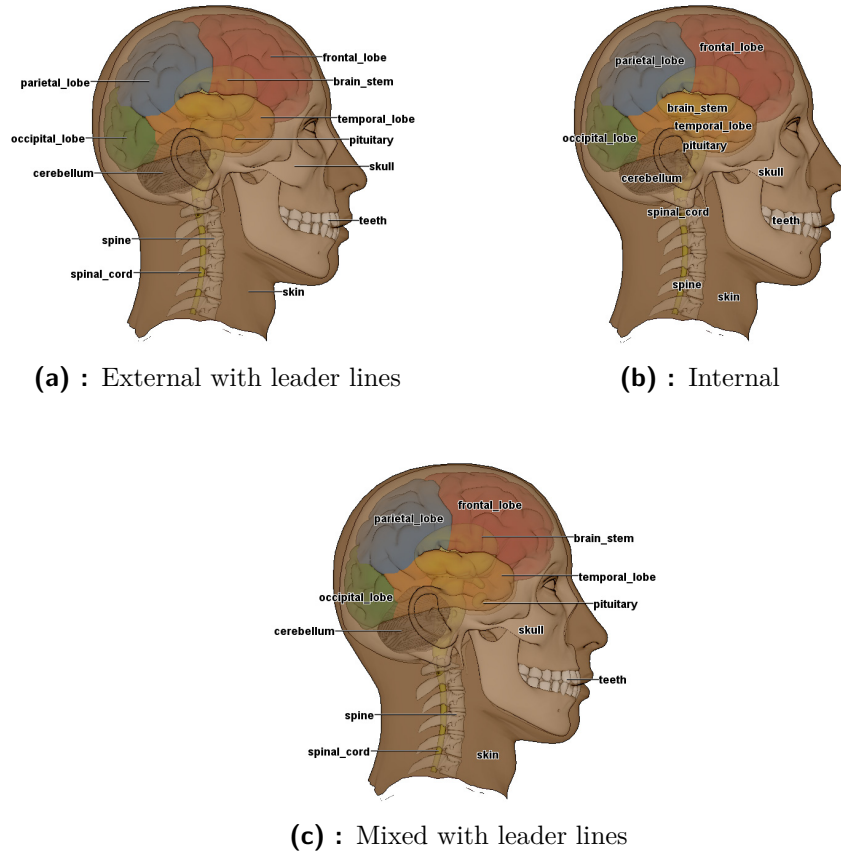 frontal_lobe
parietal_lobe
brain_stem
temporal_lobe
occipital_lobe
pituitary
skull
cerebellum
teeth
spine
spinal_cord
skin
(a) : External with leader lines
frontal_lobe
parietal_lobe
brain_stem
temporal_lobe
occipital_lobe
pituitary
skull
cerebellum
spinal_cord
teeth
spine
skin
(b) : Internal
frontal_lobe
parietal_lobe
brain_stem
temporal_lobe
occipital_lobe
pituitary
cerebellum
skull
teeth
spine
spinal_cord
skin
(c) : Mixed with leader lines